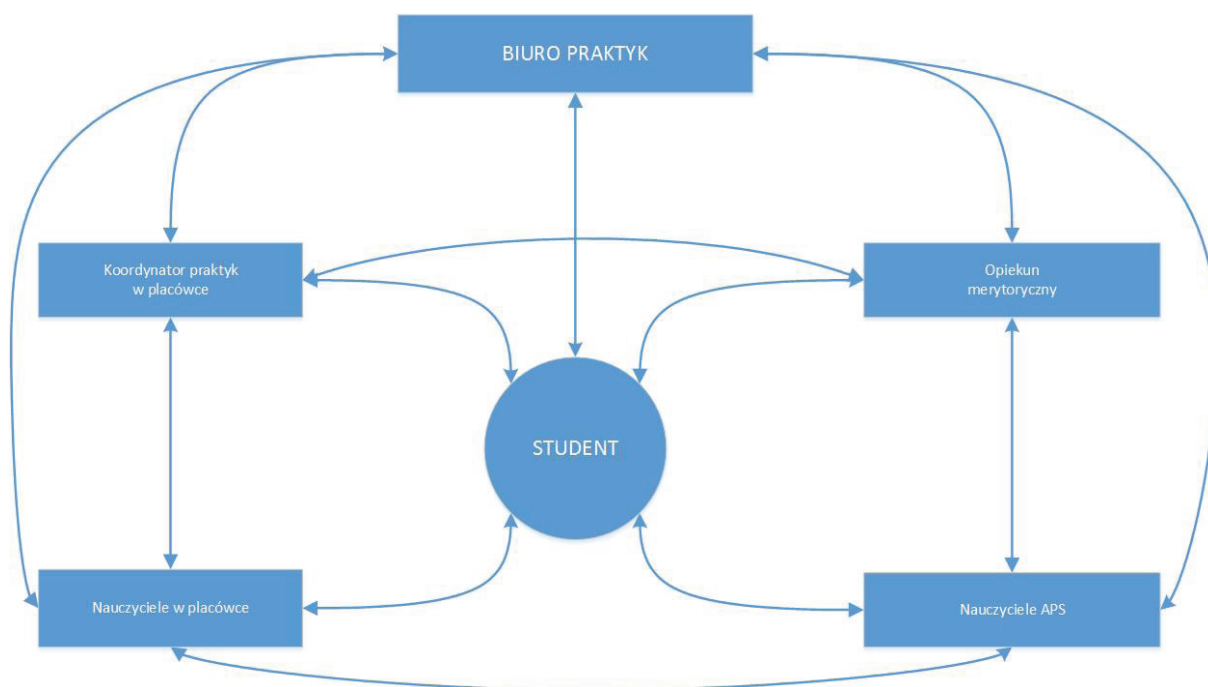 BIURO PRAKTYK
Koordynator praktyk
w placówce
Opiekun
merytoryczny
STUDENT
Nauczyciele w placówce
Nauczyciele APS